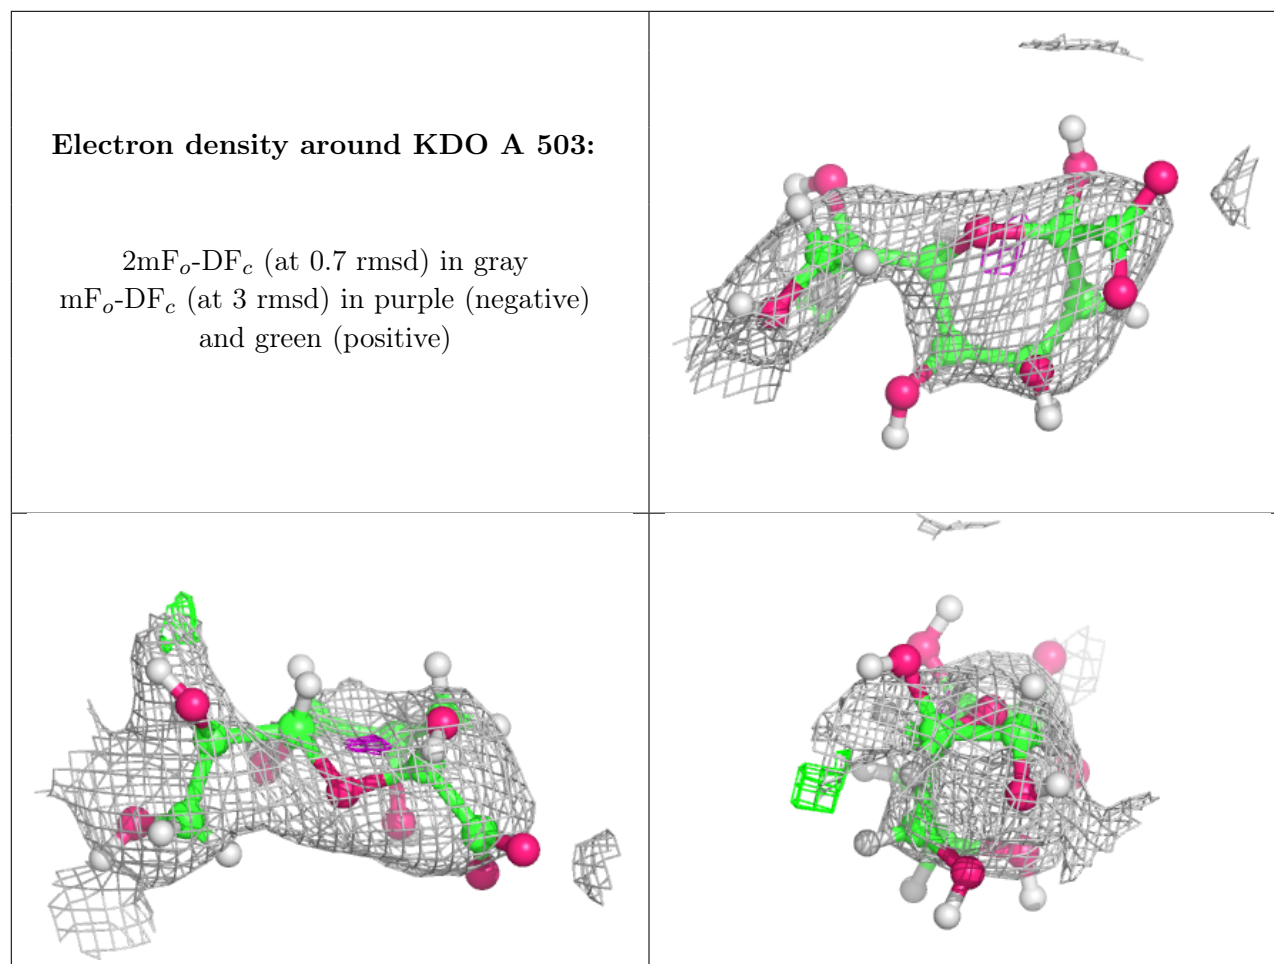 Electron density around KDO A 503:
2mFo-DFc (at 0.7 rmsd) in gray
mFo-DFc (at 3 rmsd) in purple (negative)
and green (positive)